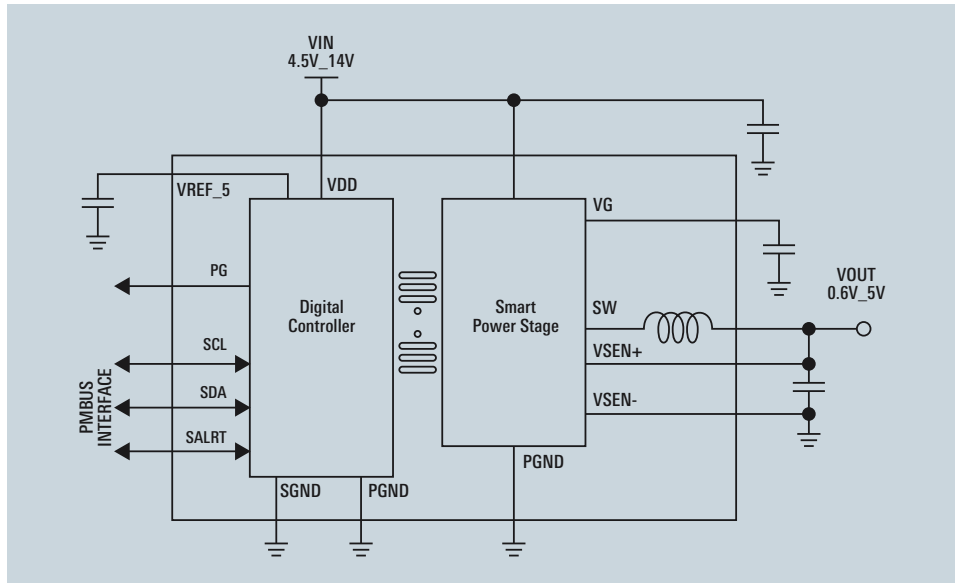 VIN
4.5V_14V
VREF_5
VDD
VG
PG
Digital
Controller
Smart
Power Stage
SW
VOUT
0.6V_5V
SCL
VSEN+
SDA
VSEN-
SALRT
PMBUS
INTERFACE
SGND
PGND
PGND